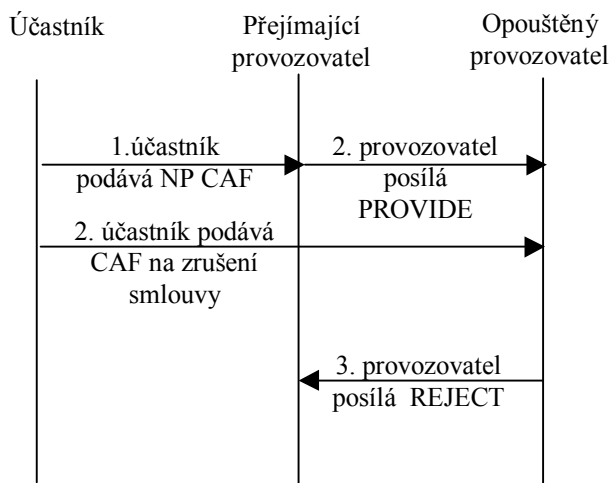 Účastník
Přejímající
provozovatel
Opouštěný
provozovatel
1.účastník
podává NP CAF
2. provozovatel
posílá
PROVIDE
2. účastník podává
CAF na zrušení
smlouvy
3. provozovatel
posílá REJECT